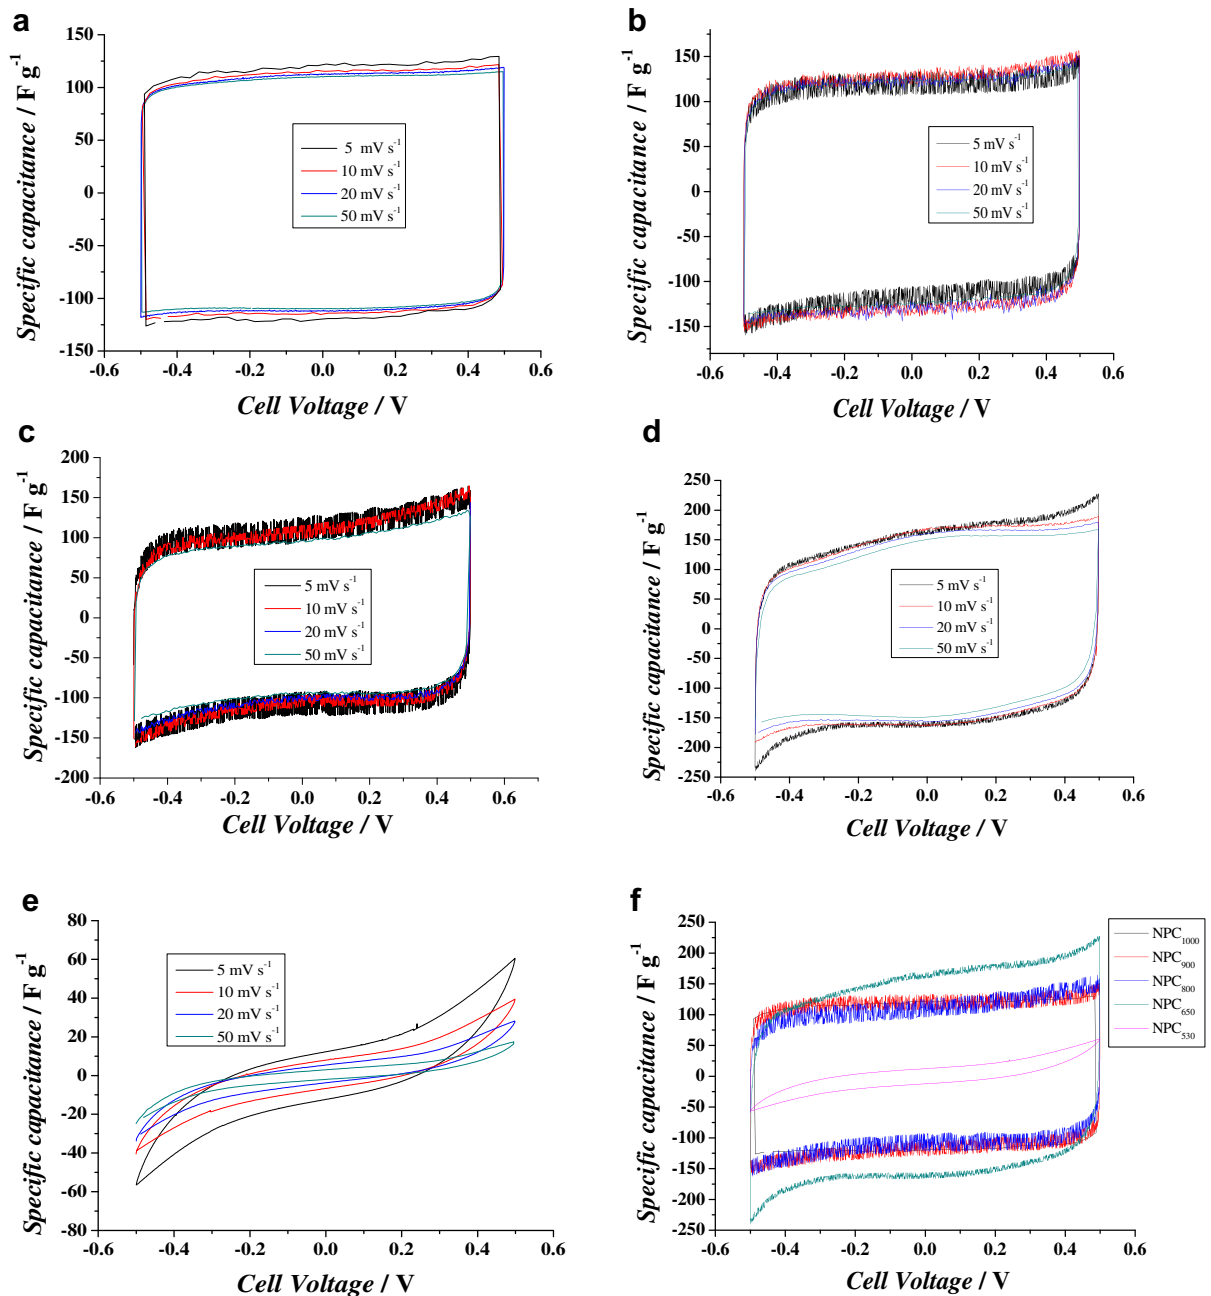 a
150
100
50
0
-50
-100
-150
-0.6 -0.4 -0.2 0.0 0.2 0.4 0.6
Specific capacitance / F g-1
Cell Voltage / V
5 mV s-1
10 mV s-1
20 mV s-1
50 mV s-1
b
150
100
50
0
-50
-100
-150
-0.6 -0.4 -0.2 0.0 0.2 0.4 0.6
Specific capacitance / F g-1
Cell Voltage / V
5 mV s-1
10 mV s-1
20 mV s-1
50 mV s-1
c
200
150
100
50
0
-50
-100
-150
-200
-0.6 -0.4 -0.2 0.0 0.2 0.4 0.6
Specific capacitance / F g-1
Cell Voltage / V
5 mV s-1
10 mV s-1
20 mV s-1
50 mV s-1
d
250
200
150
100
50
0
-50
-100
-150
-200
-250
-0.6 -0.4 -0.2 0.0 0.2 0.4 0.6
Specific capacitance / F g-1
Cell Voltage / V
5 mV s-1
10 mV s-1
20 mV s-1
50 mV s-1
e
80
60
40
20
0
-20
-40
-60
-80
-0.6 -0.4 -0.2 0.0 0.2 0.4 0.6
Specific capacitance / F g-1
Cell Voltage / V
5 mV s-1
10 mV s-1
20 mV s-1
50 mV s-1
f
250
200
150
100
50
0
-50
-100
-150
-200
-250
-0.6 -0.4 -0.2 0.0 0.2 0.4 0.6
Specific capacitance / F g-1
Cell Voltage / V
NPC1000
NPC900
NPC800
NPC650
NPC530